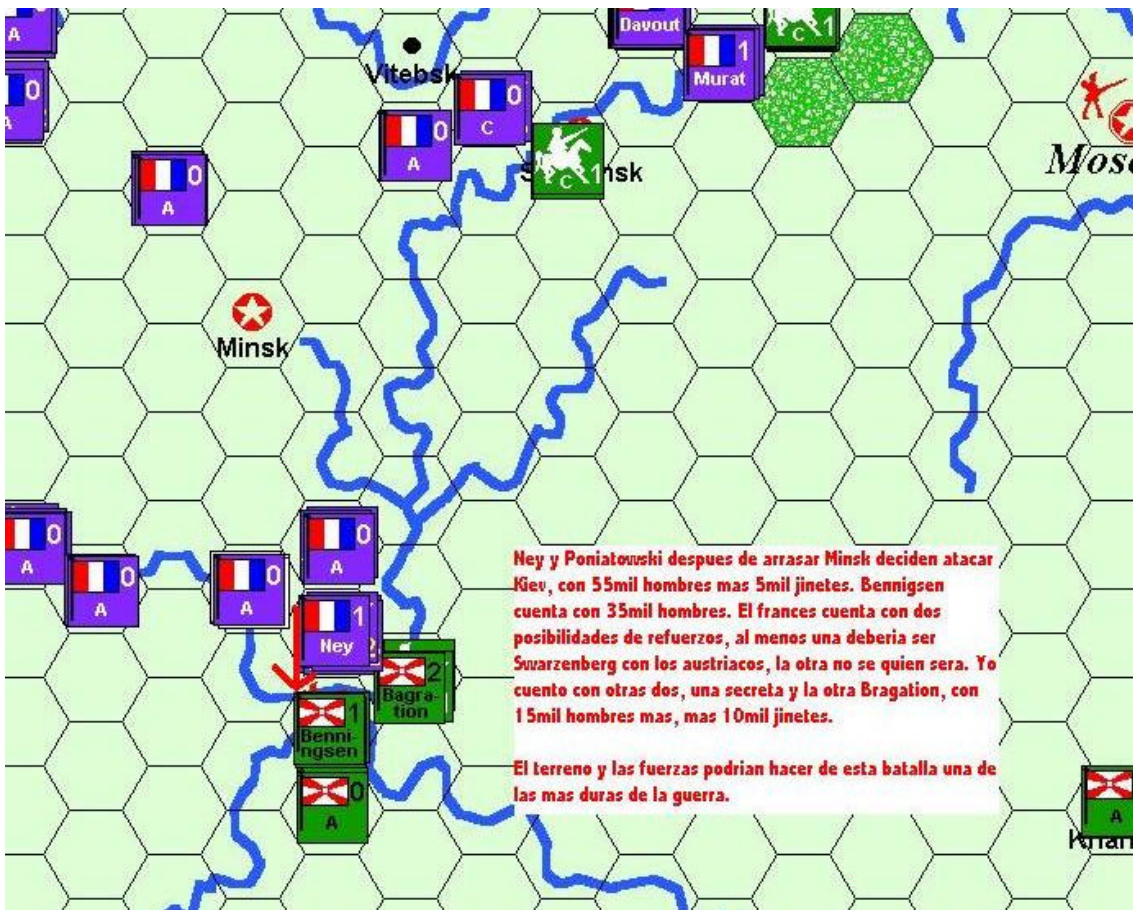 A
Davout
1
0
A
Vitebsk
1
Murat
0
C
0
A
C 1
nsk
Mosc
0
A
Minsk
0
A
0
A
0
A
0
A
0
A
1
Ney
2
Bagra-
tion
1
Benni-
ngsen
0
A
Ney y Poniatowski despues de arrasar Minsk deciden atacar
Kiev, con 55mil hombres mas 5mil jinetes. Bennigsen
cuenta con 35mil hombres. El frances cuenta con dos
posibilidades de refuerzos, al menos una deberia ser
Swarzenberg con los austriacos, la otra no se quien sera. Yo
cuento con otras dos, una secreta y la otra Bragation, con
15mil hombres mas, mas 10mil jinetes.
El terreno y las fuerzas podrian hacer de esta batalla una de
las mas duras de la guerra.
A